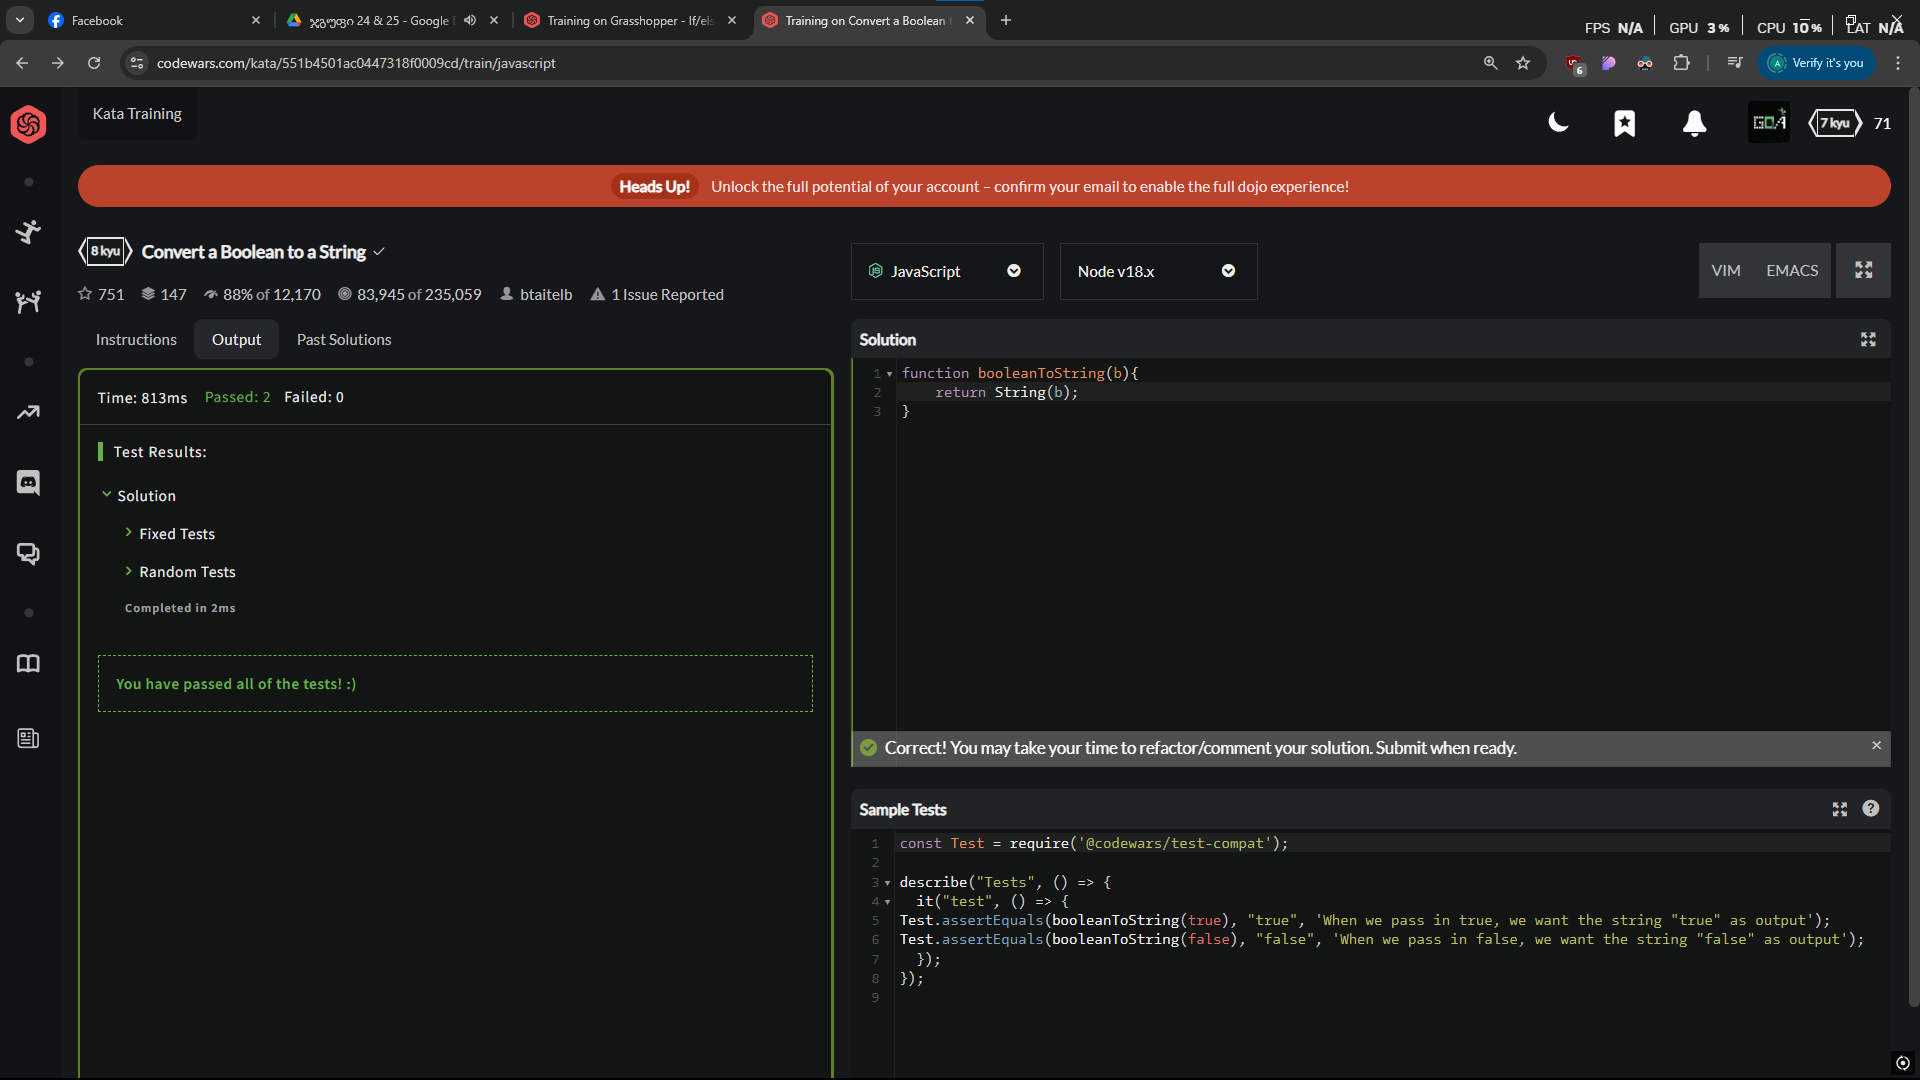 Facebook
ჯგუფი 24 & 25 - Google
Training on Grasshopper - If/els
Training on Convert a Boolean
FPS N/A GPU 3% CPU 10% LAT N/A
codewars.com/kata/551b4501ac0447318f0009cd/train/javascript
6
Verify it's you
Kata Training
GOA
7 kyu
71
Heads Up! Unlock the full potential of your account – confirm your email to enable the full dojo experience!
8 kyu Convert a Boolean to a String
751 147 88% of 12,170 83,945 of 235,059 btaitelb 1 Issue Reported
JavaScript
Node v18.x
VIM EMACS
Instructions Output Past Solutions
Time: 813ms Passed: 2 Failed: 0
Test Results:
Solution
Fixed Tests
Random Tests
Completed in 2ms
You have passed all of the tests! :)
Solution
1 function booleanToString(b){
2 return String(b);
3 }
Correct! You may take your time to refactor/comment your solution. Submit when ready.
Sample Tests
1 const Test = require('@codewars/test-compat');
2
3 describe("Tests", () => {
4 it("test", () => {
5 Test.assertEquals(booleanToString(true), "true", 'When we pass in true, we want the string "true" as output');
6 Test.assertEquals(booleanToString(false), "false", 'When we pass in false, we want the string "false" as output');
7 });
8 });
9